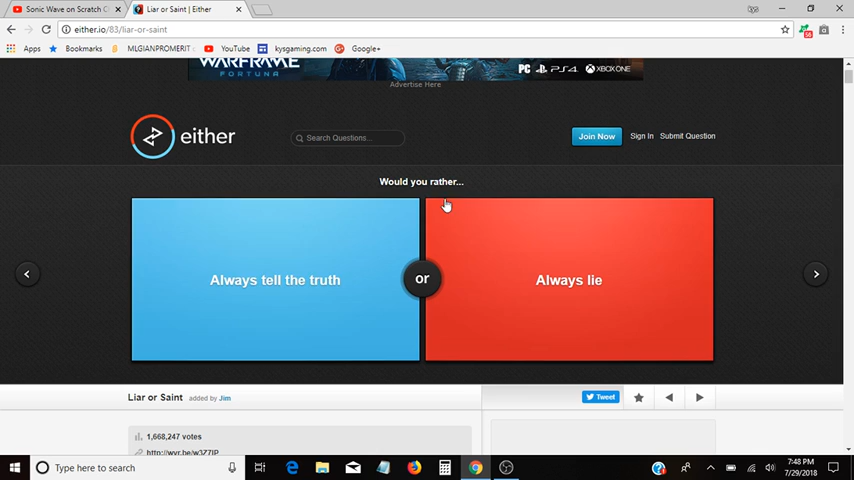 Sonic Wave on Scratch C
Liar or Saint | Either
either.io/83/liar-or-saint
Apps
Bookmarks
MLGIANPROMERIT
YouTube
kysgaming.com
Google+
WARFRAME
FORTUNA
PC PS4 XBOX ONE
Advertise Here
either
Search Questions...
Join Now
Sign In
Submit Question
Would you rather...
Always tell the truth
or
Always lie
Liar or Saint added by Jim
Tweet
1,668,247 votes
Type here to search
7:48 PM
7/29/2018